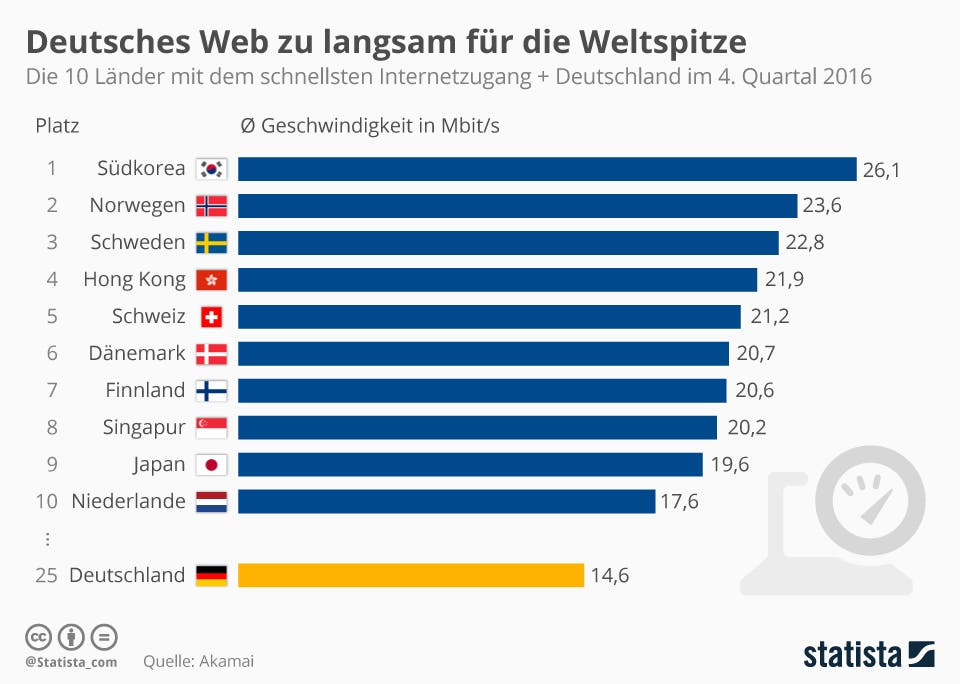 Deutsches Web zu langsam für die Weltspitze
Die 10 Länder mit dem schnellsten Internetzugang + Deutschland im 4. Quartal 2016
Platz Ø Geschwindigkeit in Mbit/s
1 Südkorea 26,1
2 Norwegen 23,6
3 Schweden 22,8
4 Hong Kong 21,9
5 Schweiz 21,2
6 Dänemark 20,7
7 Finnland 20,6
8 Singapur 20,2
9 Japan 19,6
10 Niederlande 17,6
⋮
25 Deutschland 14,6
cc
@Statista_com Quelle: Akamai
statista